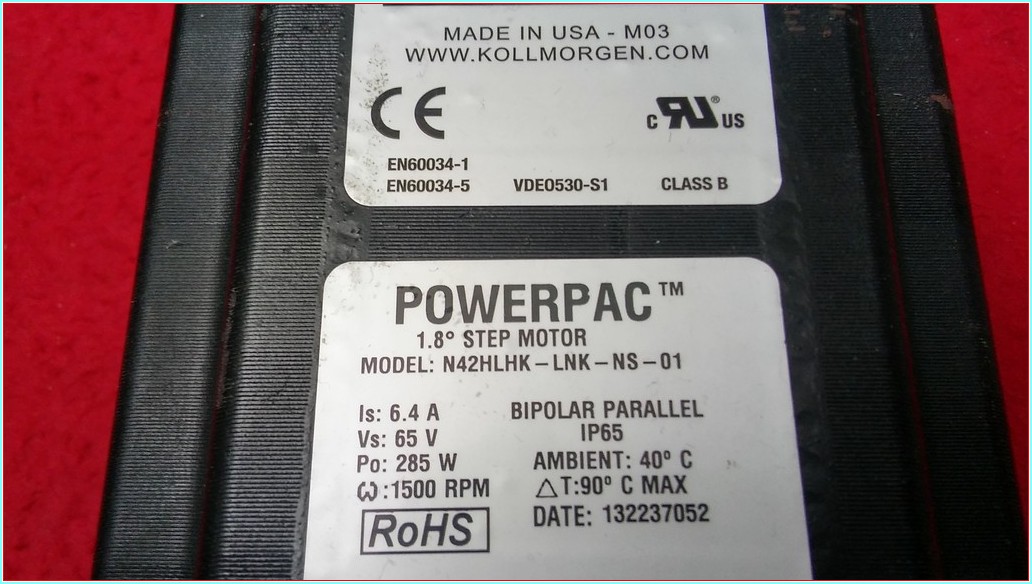 MADE IN USA - M03
WWW.KOLLMORGEN.COM
CE
C RU® US
EN60034-1
EN60034-5 VDE0530-S1 CLASS B
POWERPAC™
1.8° STEP MOTOR
MODEL: N42HLHK-LNK-NS-01
Is: 6.4 A BIPOLAR PARALLEL
Vs: 65 V IP65
Po: 285 W AMBIENT: 40° C
ω:1500 RPM △T:90° C MAX
RoHS DATE: 132237052